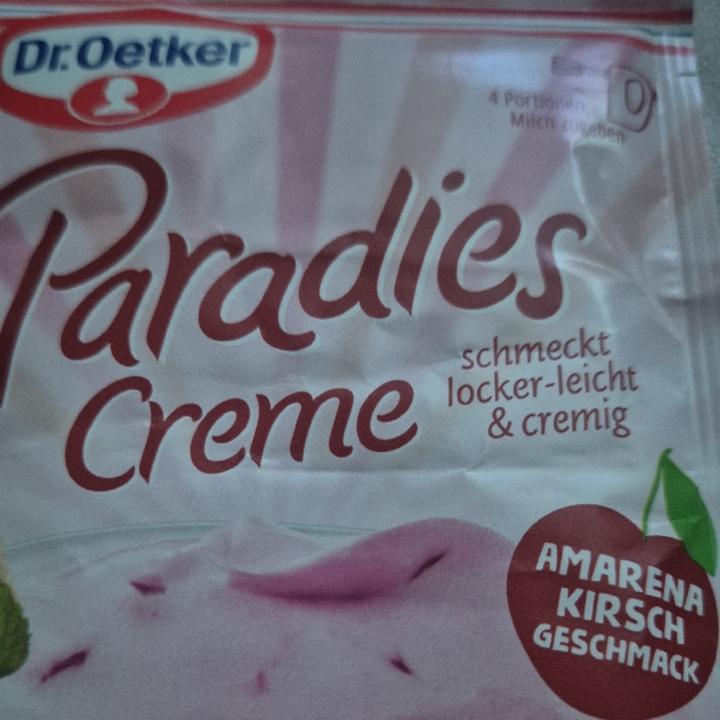 Dr.Oetker
4 Portionen
Milch zugeben
Paradies
Creme
schmeckt
locker-leicht
& cremig
AMARENA
KIRSCH
GESCHMACK